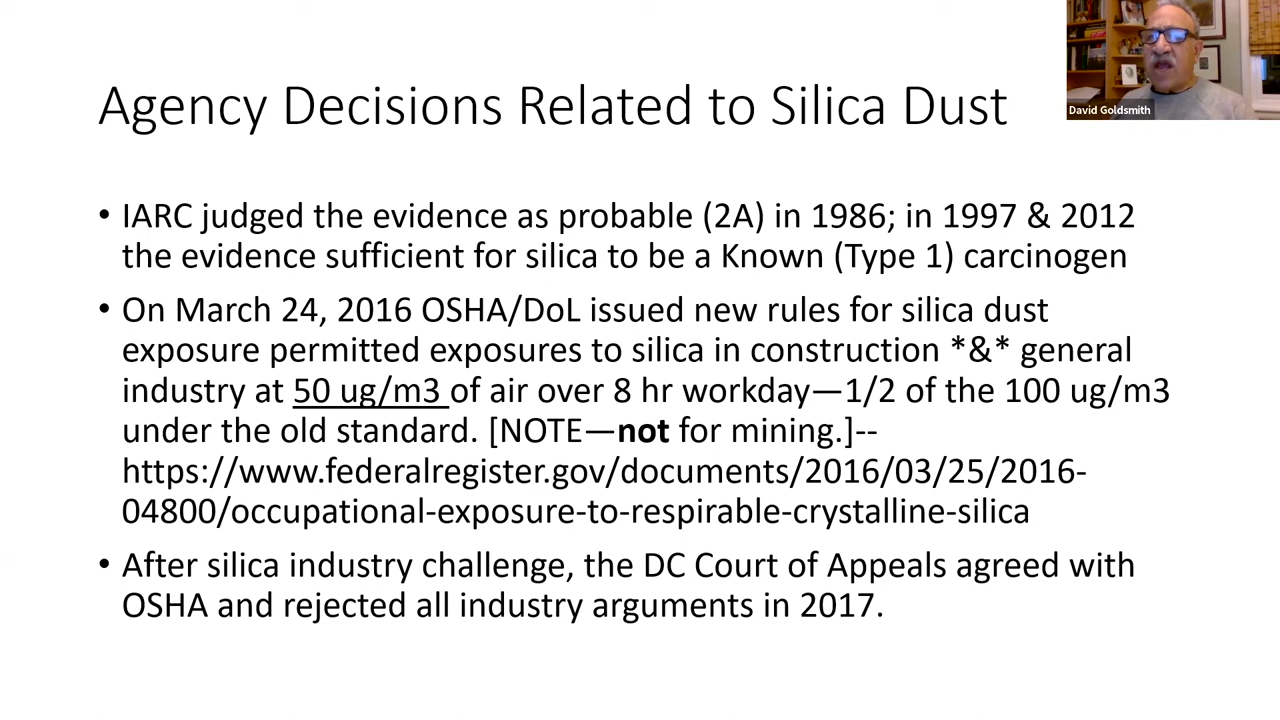 Agency Decisions Related to Silica Dust
David Goldsmith
• IARC judged the evidence as probable (2A) in 1986; in 1997 & 2012
the evidence sufficient for silica to be a Known (Type 1) carcinogen
• On March 24, 2016 OSHA/DoL issued new rules for silica dust
exposure permitted exposures to silica in construction *&* general
industry at 50 ug/m3 of air over 8 hr workday—1/2 of the 100 ug/m3
under the old standard. [NOTE—not for mining.]--
https://www.federalregister.gov/documents/2016/03/25/2016-
04800/occupational-exposure-to-respirable-crystalline-silica
• After silica industry challenge, the DC Court of Appeals agreed with
OSHA and rejected all industry arguments in 2017.